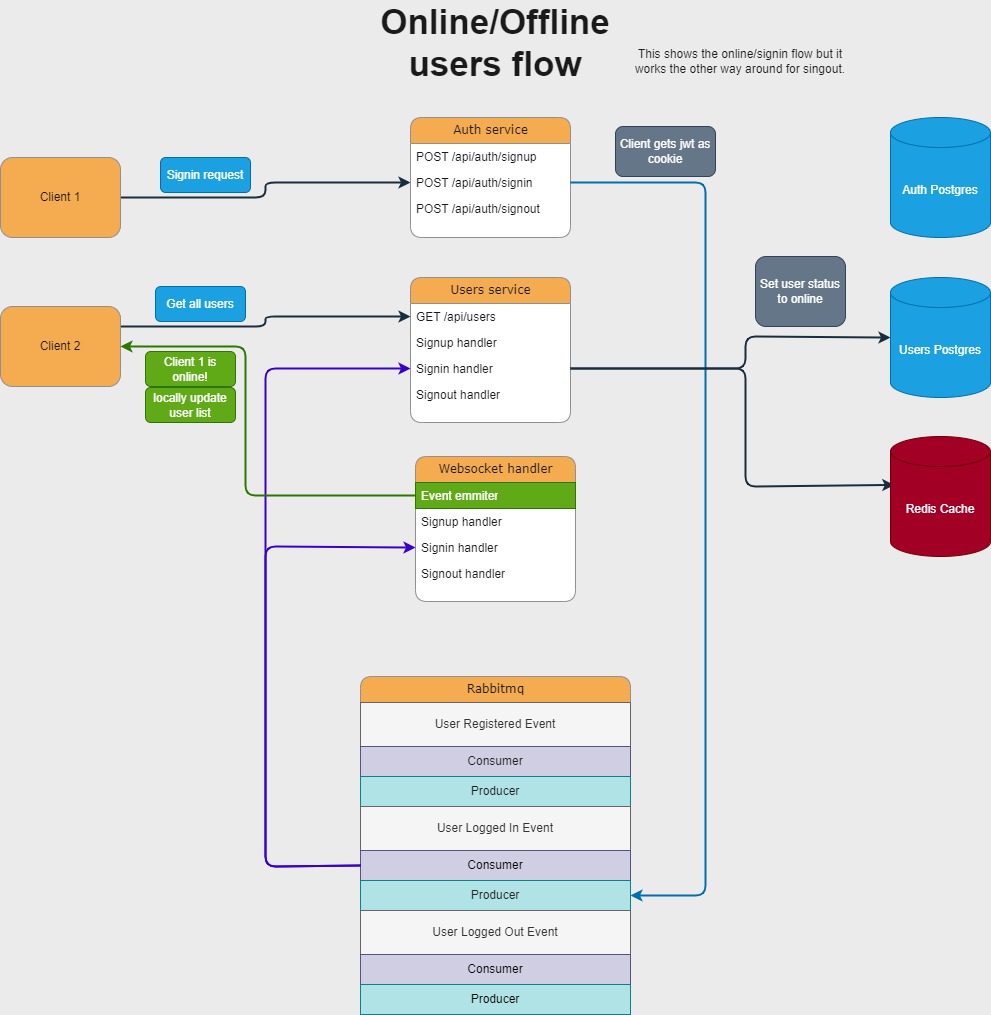 Online/Offline
users flow
This shows the online/signin flow but it
works the other way around for singout.
Auth service
POST /api/auth/signup
POST /api/auth/signin
POST /api/auth/signout
Client gets jwt as
cookie
Auth Postgres
Client 1
Signin request
Users service
GET /api/users
Signup handler
Signin handler
Signout handler
Set user status
to online
Users Postgres
Get all users
Client 2
Client 1 is
online!
locally update
user list
Websocket handler
Event emmiter
Signup handler
Signin handler
Signout handler
Redis Cache
Rabbitmq
User Registered Event
Consumer
Producer
User Logged In Event
Consumer
Producer
User Logged Out Event
Consumer
Producer